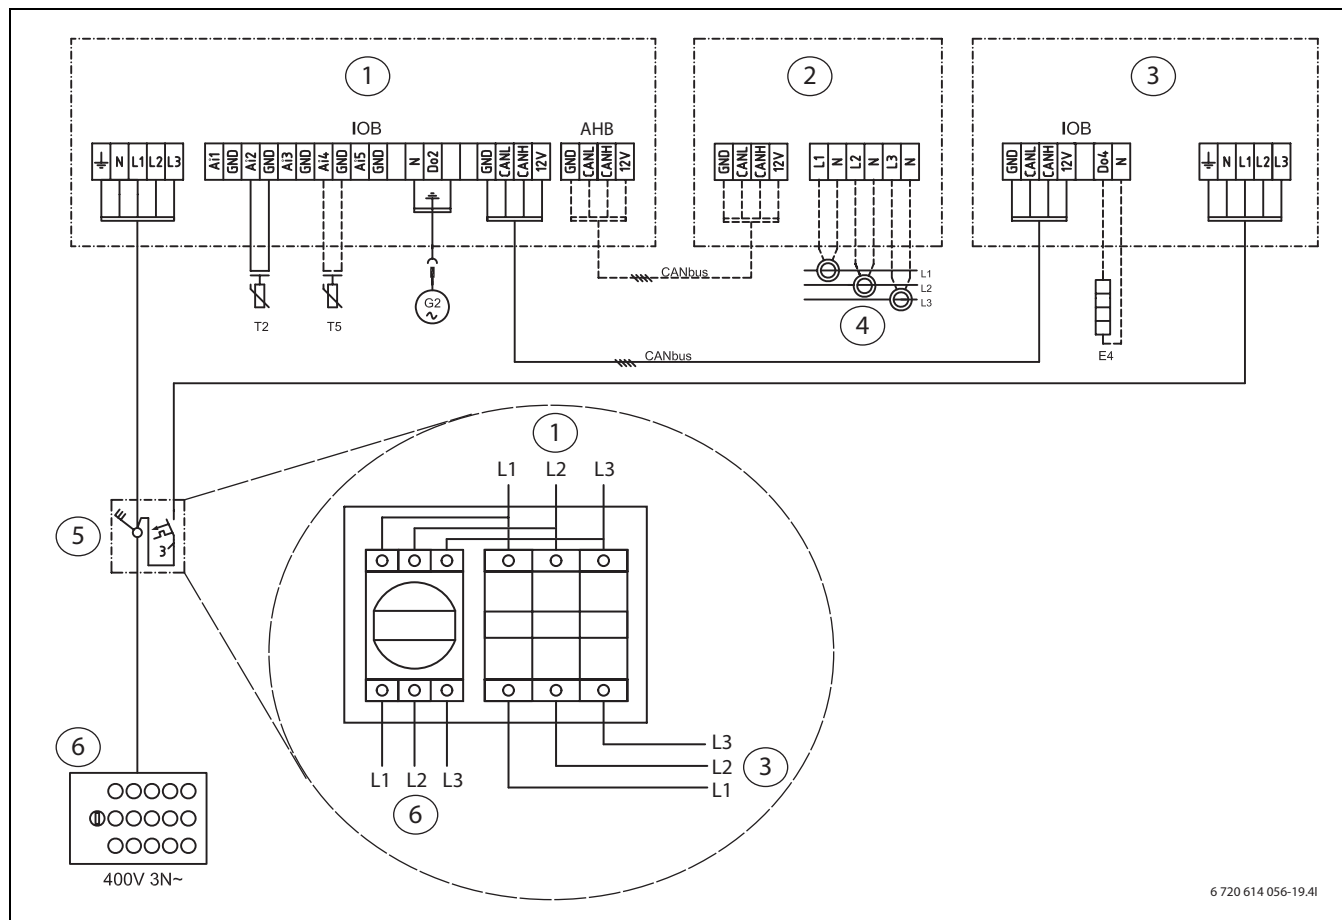 1
2
3
IOB
AHB
IOB
N L1 L2 L3
Ai1 GND Ai2 GND Ai3 GND Ai4 GND Ai5 GND N Do2 GND CANL CANH 12V
GND CANL CANH 12V
GND CANL CANH 12V
L1 N L2 N L3 N
GND CANL CANH 12V Do4 N
N L1 L2 L3
CANbus
L1
L2
L3
T2
T5
G2
4
CANbus
E4
1
L1 L2 L3
5
3
6
L1 L2 L3
6
L3
L2
L1
3
400V 3N~
6 720 614 056-19.4I